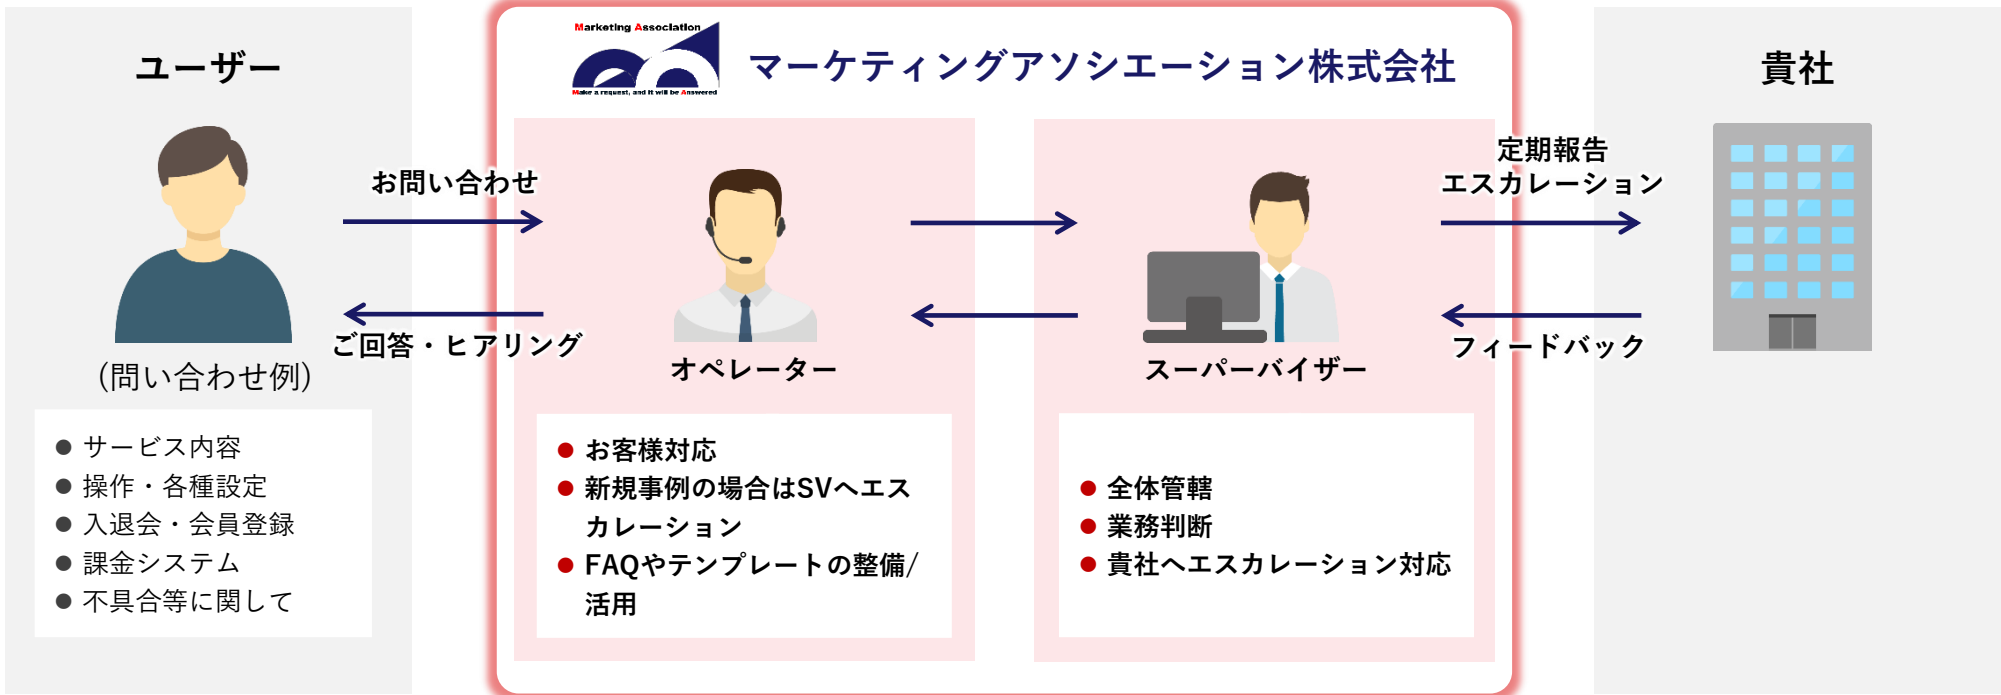 ユーザー
(問い合わせ例)
● サービス内容
● 操作・各種設定
● 入退会・会員登録
● 課金システム
● 不具合等に関して
お問い合わせ
ご回答・ヒアリング
Marketing Association
Make a request, and it will be Answered
マーケティングアソシエーション株式会社
オペレーター
● お客様対応
● 新規事例の場合はSVへエス
カレーション
● FAQやテンプレートの整備/
活用
スーパーバイザー
● 全体管轄
● 業務判断
● 貴社へエスカレーション対応
定期報告
エスカレーション
フィードバック
貴社